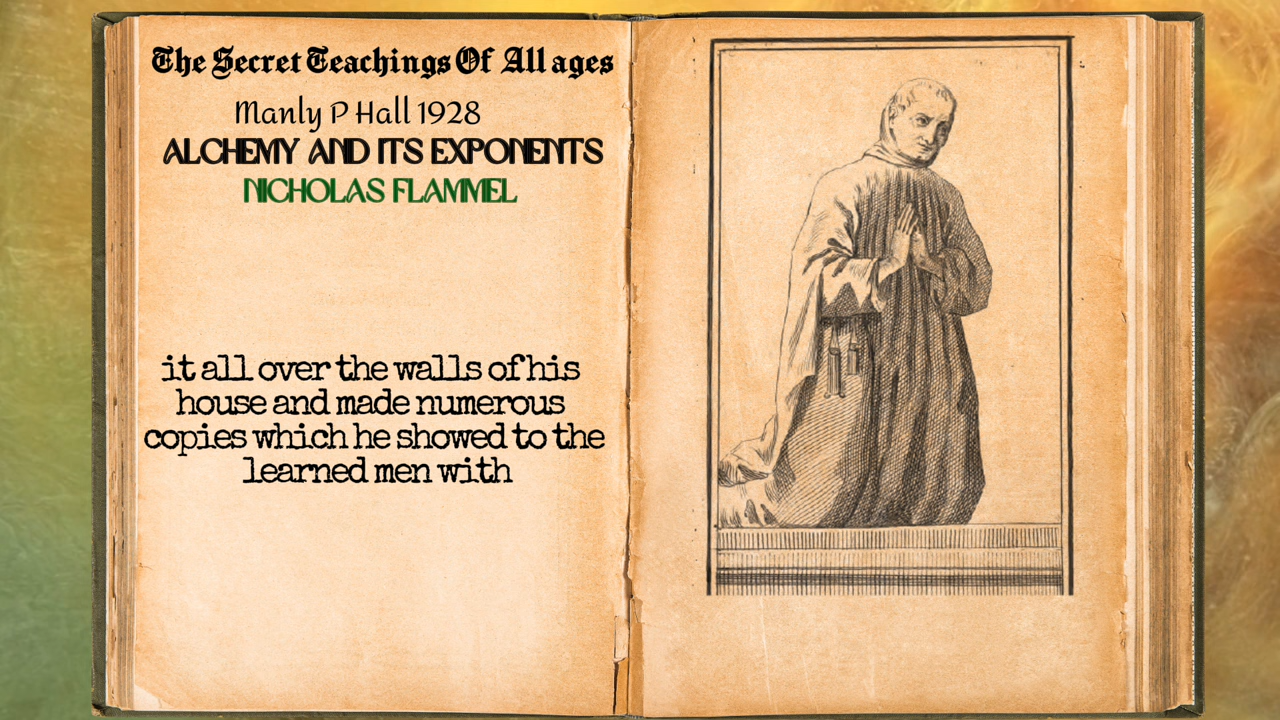 The Secret Teachings Of All ages
Manly P Hall 1928
ALCHEMY AND ITS EXPONENTS
NICHOLAS FLAMMEL
it all over the walls of his
house and made numerous
copies which he showed to the
learned men with